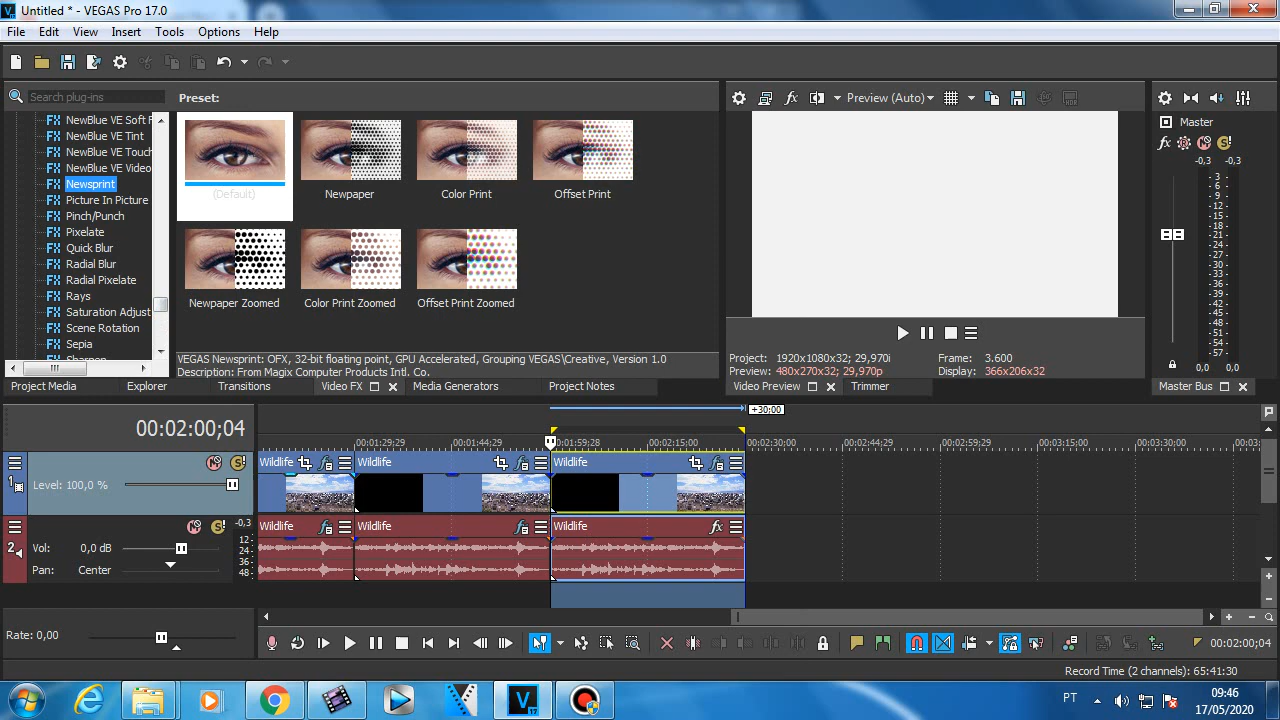 Untitled * - VEGAS Pro 17.0
File Edit View Insert Tools Options Help
Search plug-ins
Preset:
Preview (Auto)
NewBlue VE Soft F
NewBlue VE Tint
NewBlue VE Touch
NewBlue VE Video
Newsprint
Picture In Picture
Pinch/Punch
Pixelate
Quick Blur
Radial Blur
Radial Pixelate
Rays
Saturation Adjust
Scene Rotation
Sepia
Sharpen
(Default)
Newpaper
Color Print
Offset Print
Newpaper Zoomed
Color Print Zoomed
Offset Print Zoomed
VEGAS Newsprint: OFX, 32-bit floating point, GPU Accelerated, Grouping VEGAS\Creative, Version 1.0
Description: From Magix Computer Products Intl. Co.
Project: 1920x1080x32; 29,970i
Frame: 3.600
Preview: 480x270x32; 29,970p
Display: 366x206x32
Master
-0,3 -0,3
3
6
9
12
15
18
21
24
27
30
33
36
39
42
45
48
51
54
57
0,0 0,0
Project Media Explorer Transitions Video FX Media Generators Project Notes
Video Preview Trimmer
Master Bus
00:02:00;04
+30:00
00:01:29;29 00:01:44;29 00:01:59;28 00:02:15;00 00:02:30;00 00:02:44;29 00:02:59;29 00:03:15;00 00:03:30;00 00:03:
1
Level: 100,0 %
Wildlife Wildlife Wildlife
2
Vol: 0,0 dB
Pan: Center
-0,3
12
24
36
48
Wildlife Wildlife Wildlife
Rate: 0,00
00:02:00;04
Record Time (2 channels): 65:41:30
PT
09:46
17/05/2020